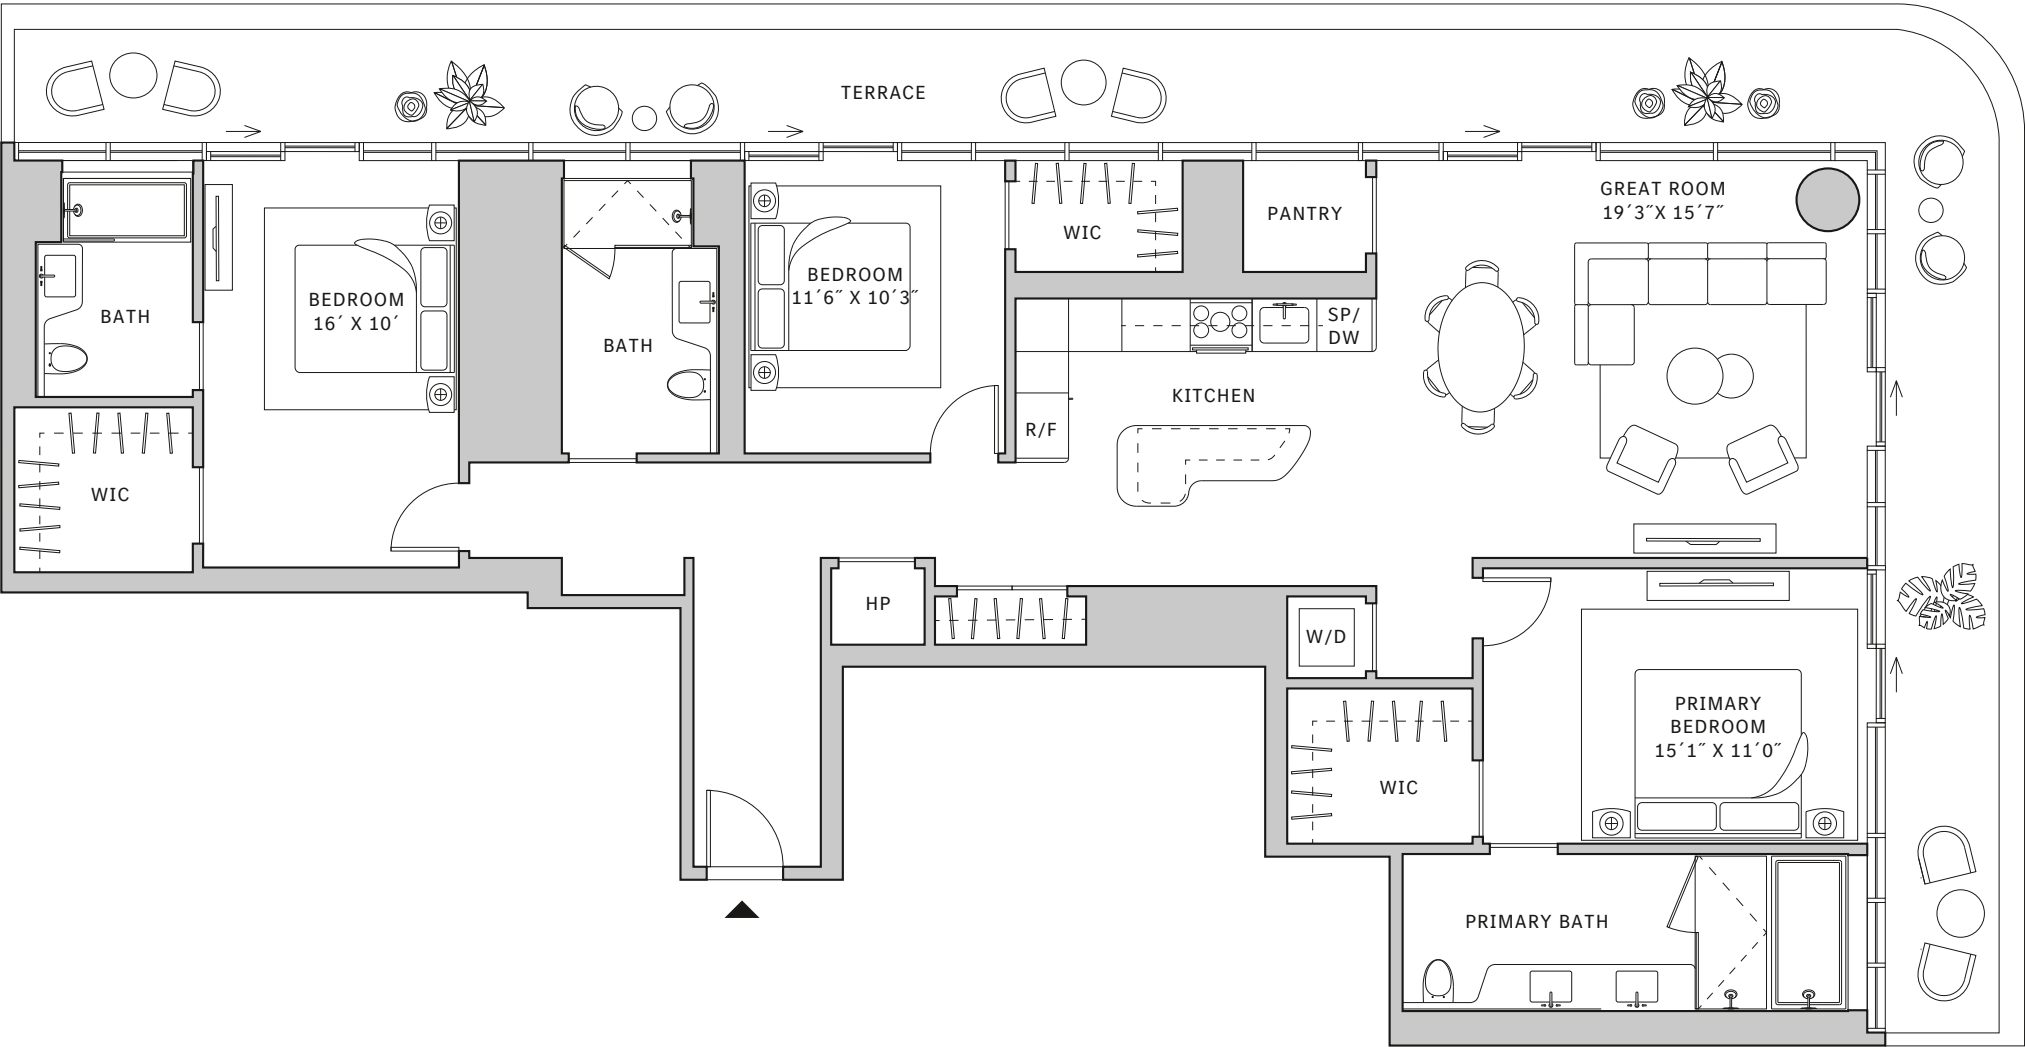 TERRACE
GREAT ROOM
19´3˝X 15´7˝
PANTRY
WIC
BEDROOM
11´6˝ X 10´3˝
BEDROOM
16´ X 10´
BATH
BATH
SP/
DW
KITCHEN
R/F
WIC
HP
W/D
PRIMARY
BEDROOM
15´1˝ X 11´0˝
WIC
PRIMARY BATH